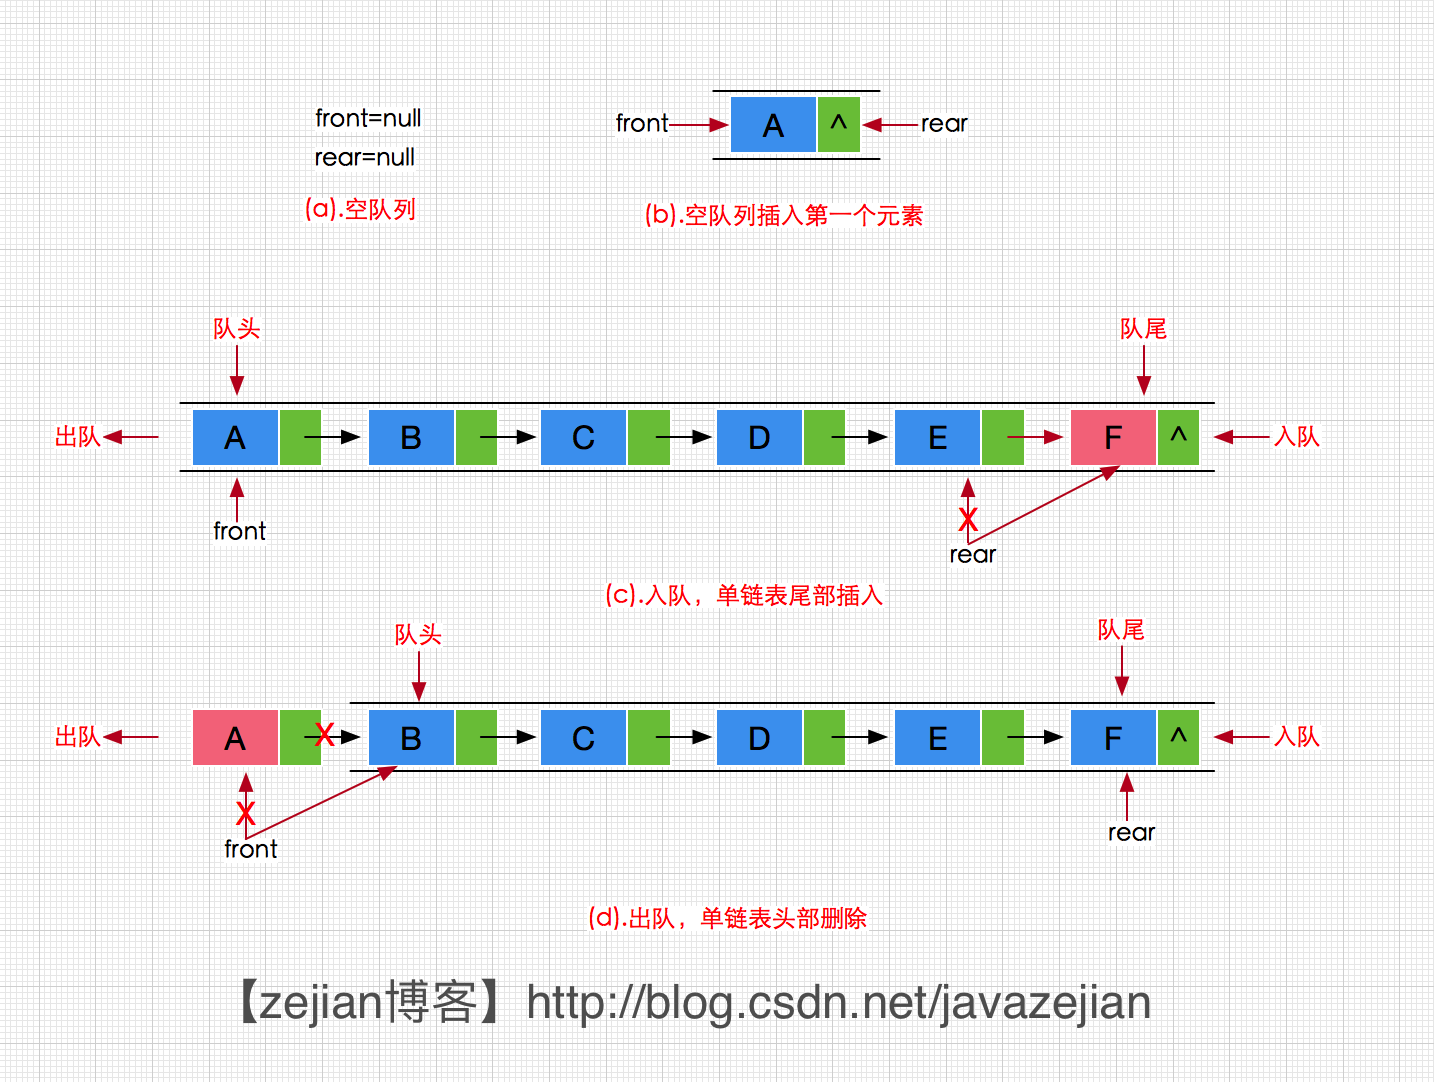 front=null
rear=null
(a).空队列
front A ^ rear
(b).空队列插入第一个元素
队头 队尾
出队 A B C D E F ^ 入队
front X
rear
(c).入队，单链表尾部插入
队头 队尾
出队 A X B C D E F ^ 入队
X
front rear
(d).出队，单链表头部删除
【zejian博客】http://blog.csdn.net/javazejian